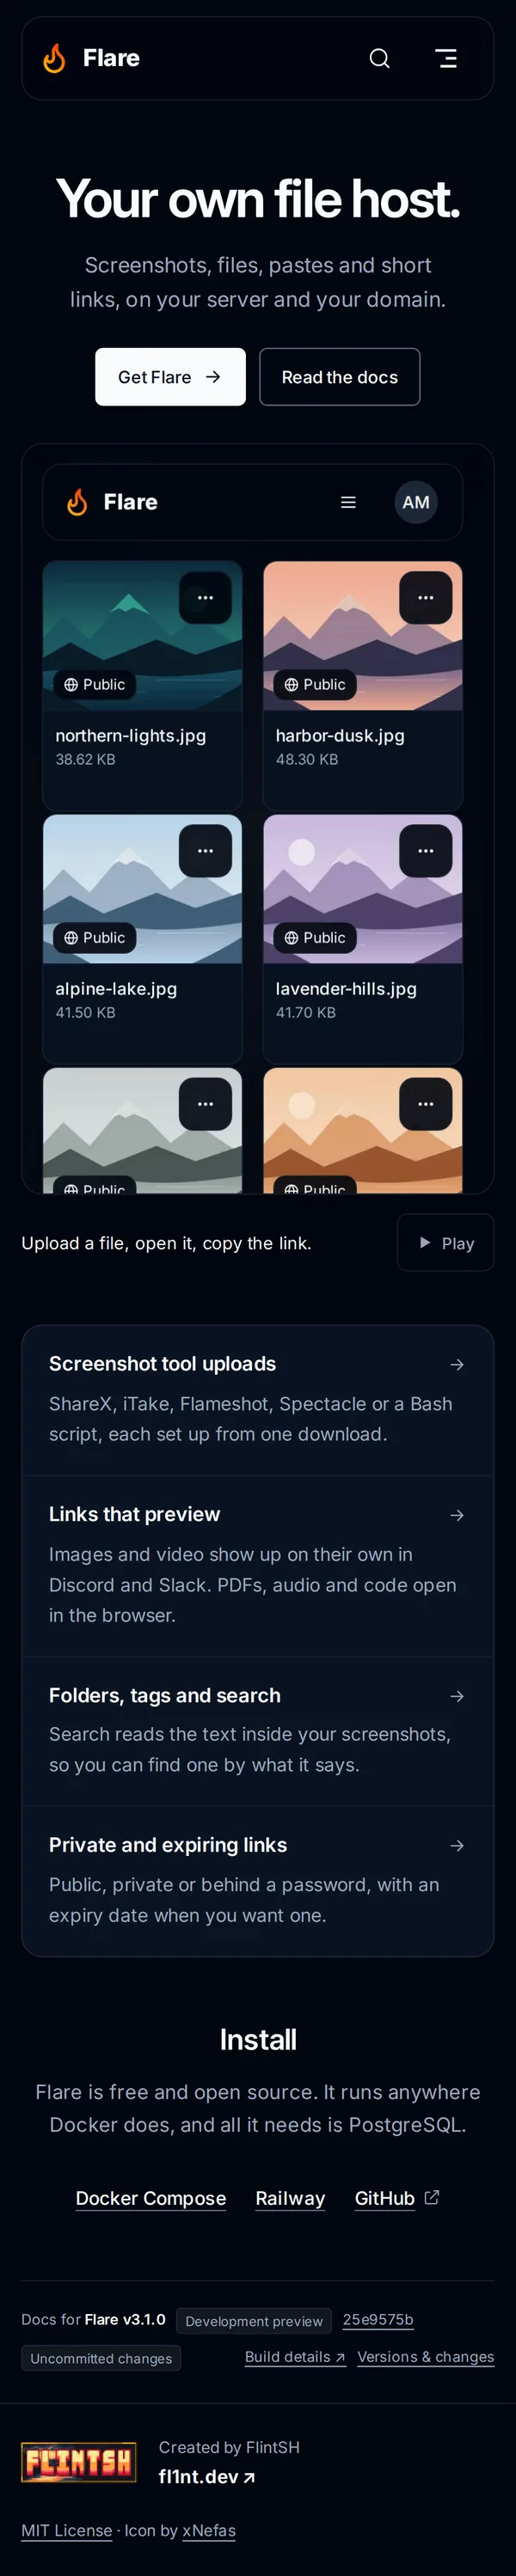 Flare
Your own file host.
Screenshots, files, pastes and short
links, on your server and your domain.
Get Flare →
Read the docs
Flare
AM
Public
Public
northern-lights.jpg
38.62 KB
harbor-dusk.jpg
48.30 KB
Public
Public
alpine-lake.jpg
41.50 KB
lavender-hills.jpg
41.70 KB
Public
Public
Upload a file, open it, copy the link.
Play
Screenshot tool uploads →
ShareX, iTake, Flameshot, Spectacle or a Bash
script, each set up from one download.
Links that preview →
Images and video show up on their own in
Discord and Slack. PDFs, audio and code open
in the browser.
Folders, tags and search →
Search reads the text inside your screenshots,
so you can find one by what it says.
Private and expiring links →
Public, private or behind a password, with an
expiry date when you want one.
Install
Flare is free and open source. It runs anywhere
Docker does, and all it needs is PostgreSQL.
Docker Compose
Railway
GitHub
Docs for Flare v3.1.0
Development preview
25e9575b
Uncommitted changes
Build details ↗
Versions & changes
FLINTSH
Created by FlintSH
fl1nt.dev ↗
MIT License · Icon by xNefas